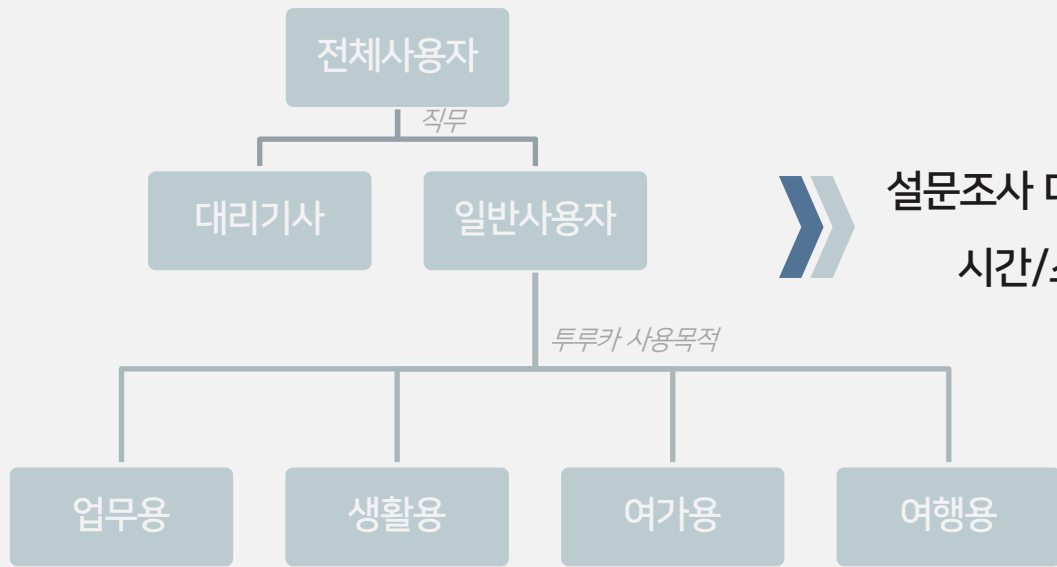 전체사용자
직무
대리기사
일반사용자
설문조사
시간/
투루카 사용목적
업무용
생활용
여가용
여행용